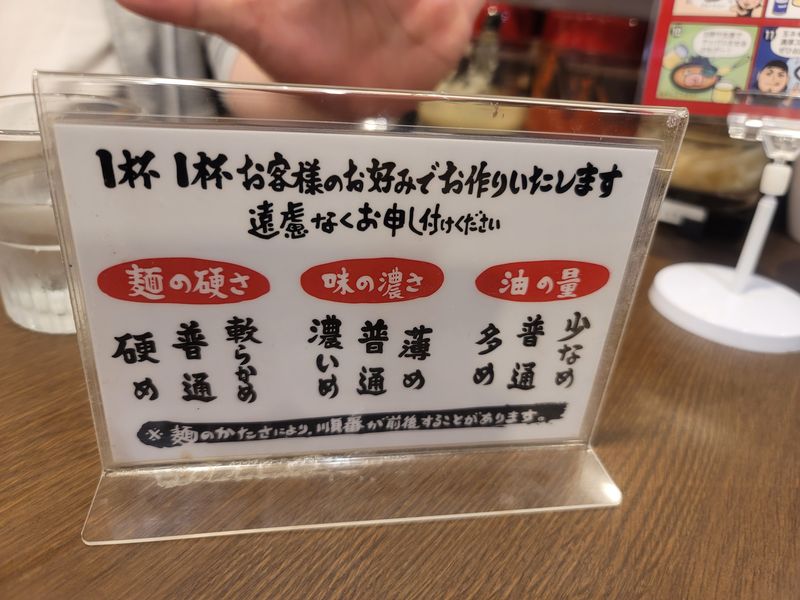 1杯1杯お客様のお好みでお作りいたします
遠慮なくお申し付けください
麺の硬さ
硬め
普通
軟らかめ
味の濃さ
濃いめ
普通
薄め
油の量
多め
普通
少なめ
※麺のかたさにより、順番が前後することがあります。